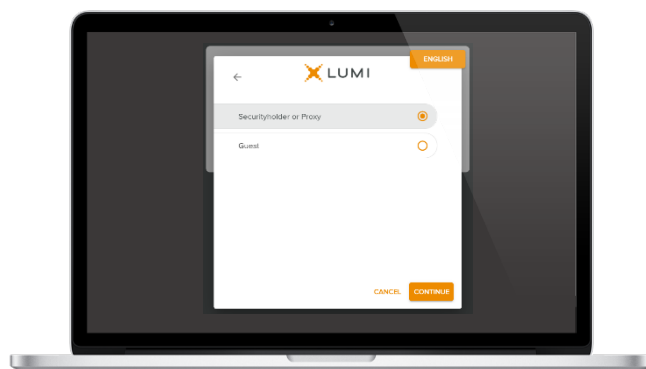 ENGLISH
LUMI
Securityholder or Proxy
Guest
CANCEL
CONTINUE